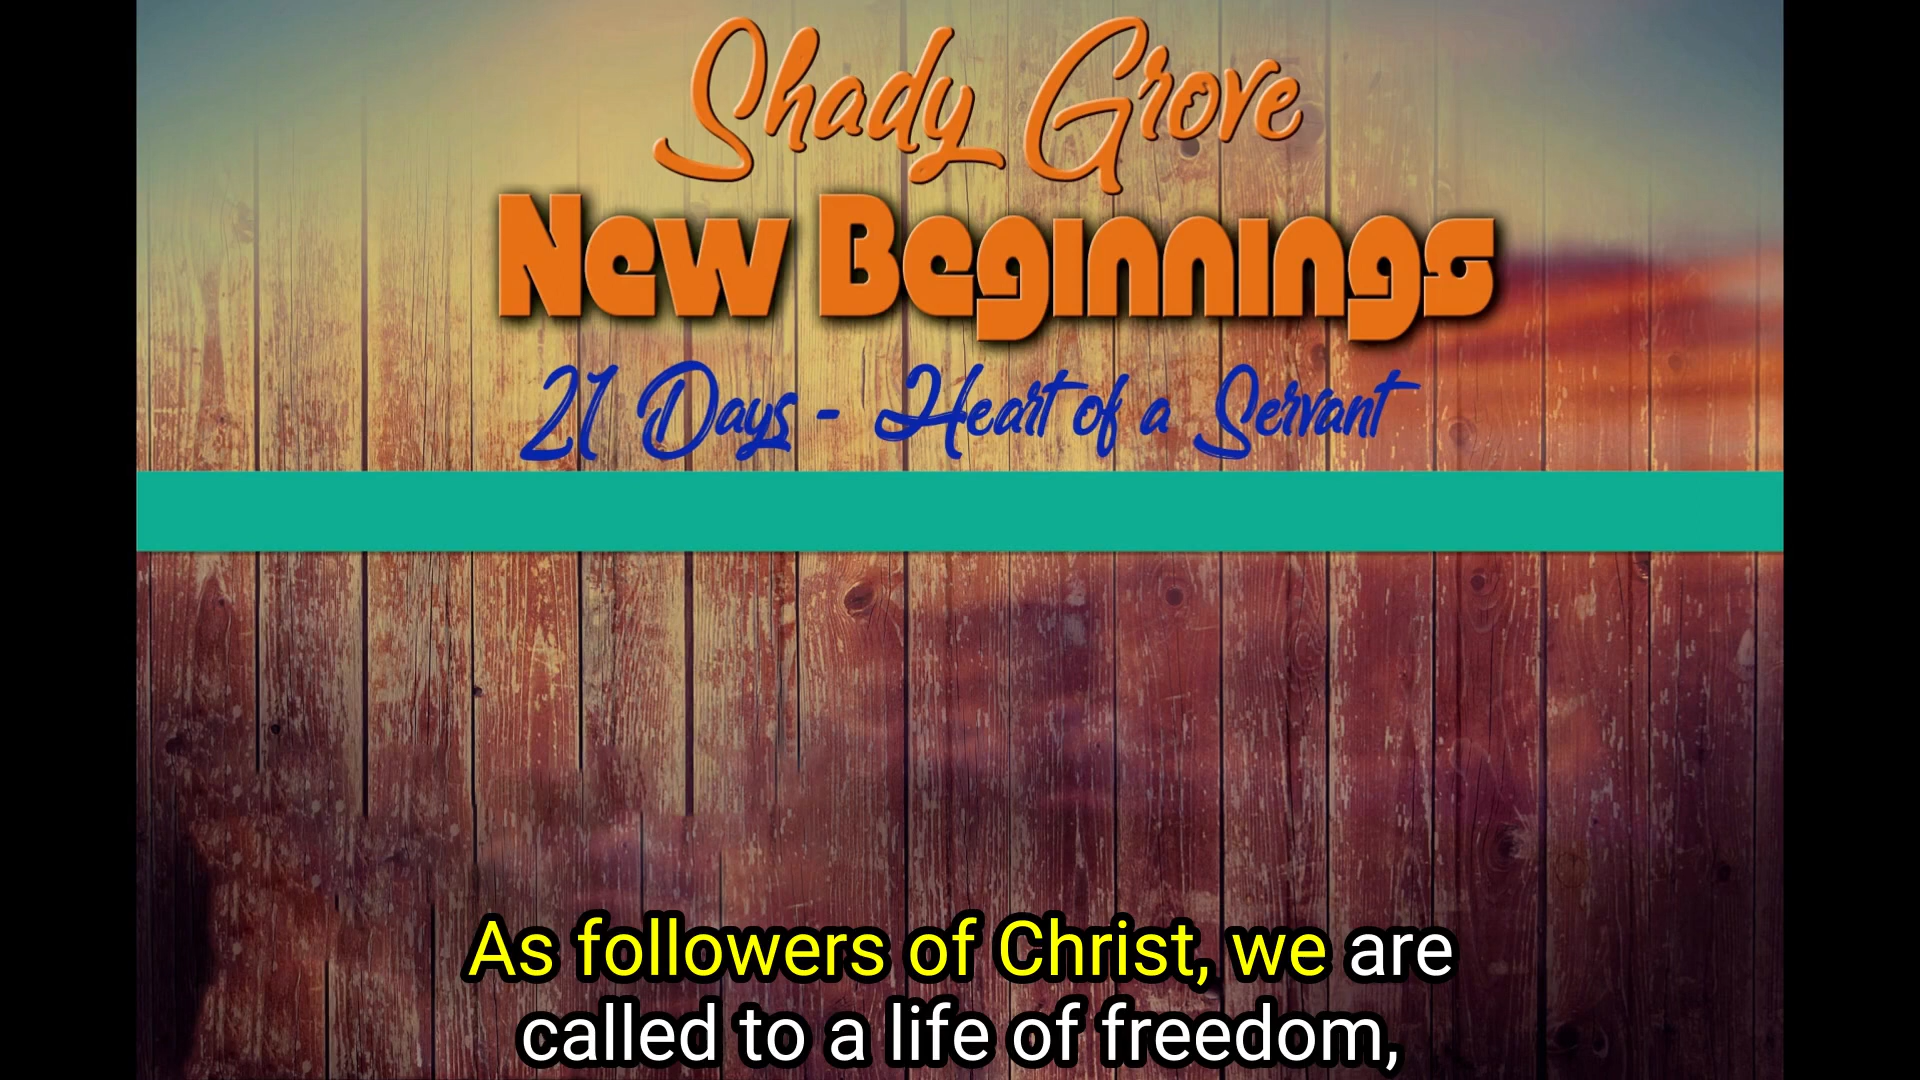 Shady Grove
New Beginnings
21 Days - Heart of a Servant
As followers of Christ, we are
called to a life of freedom,